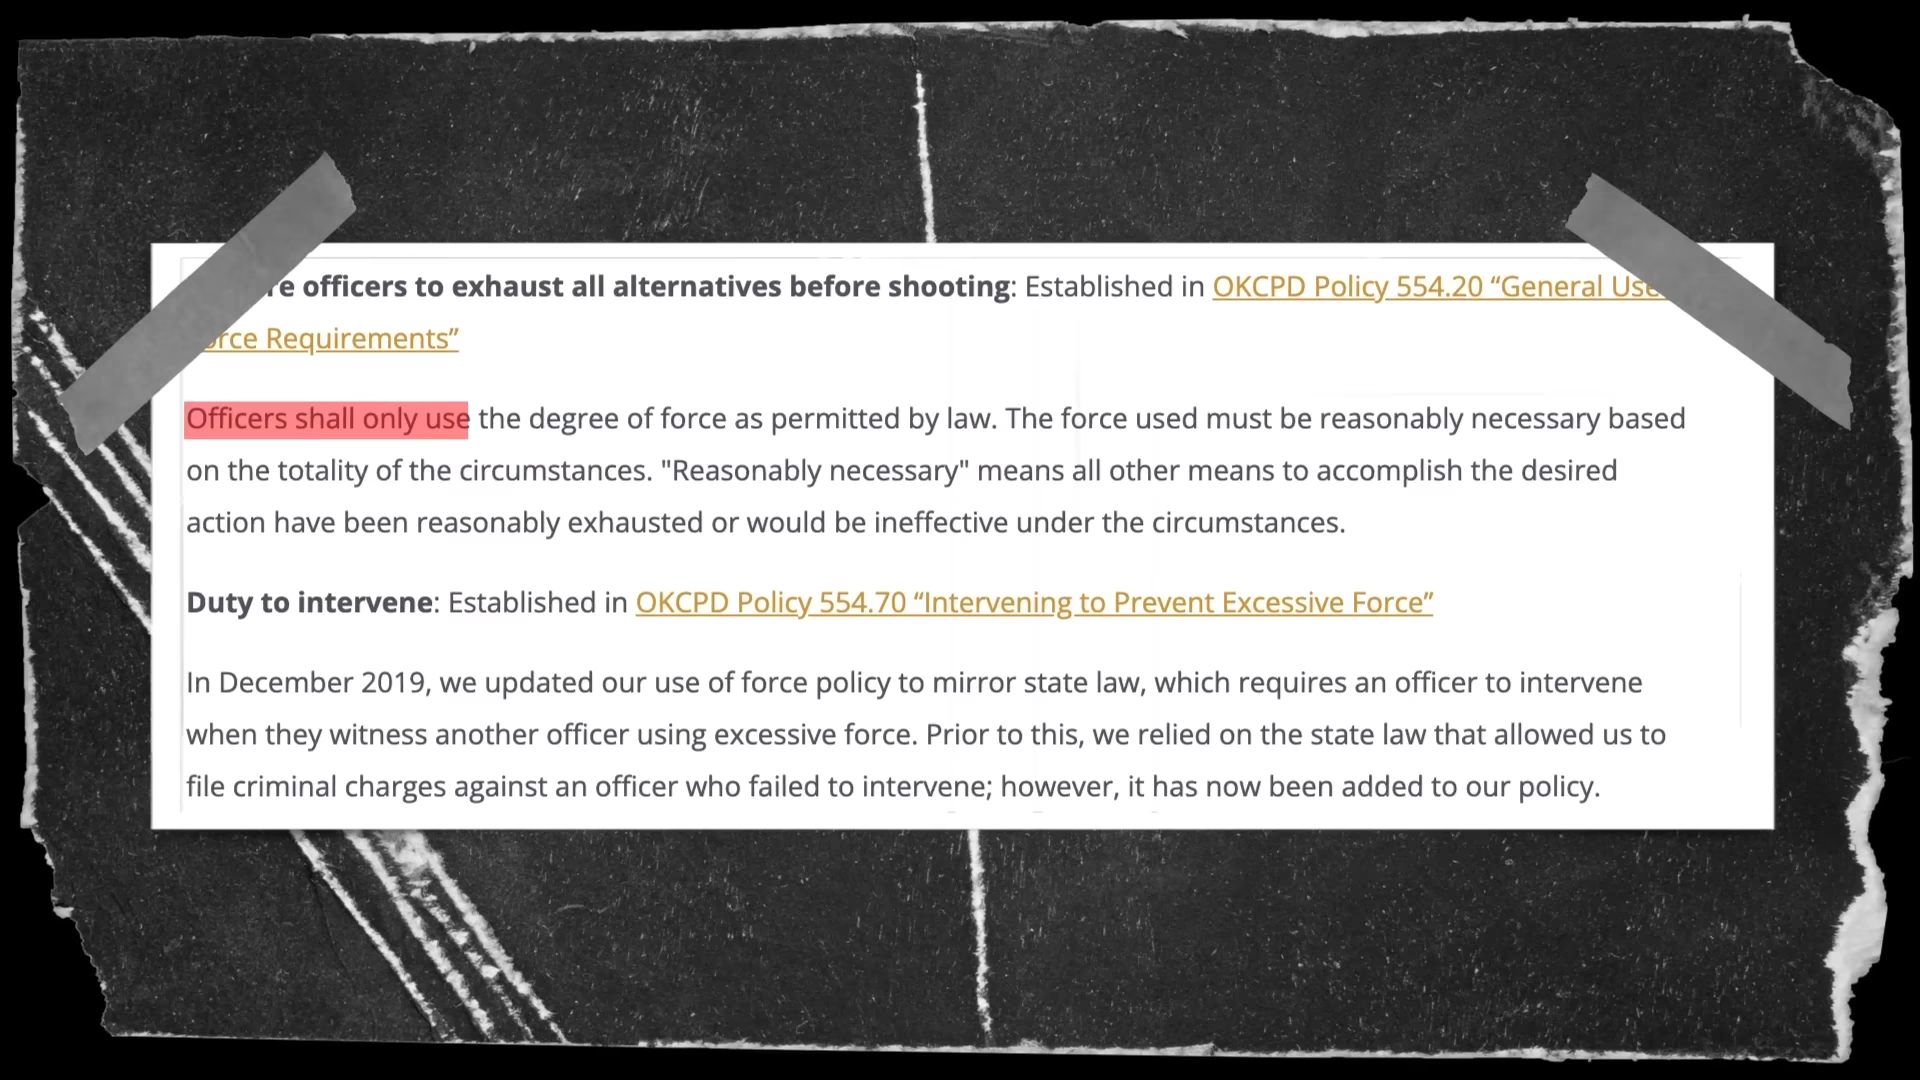 officers to exhaust all alternatives before shooting: Established in OKCPD Policy 554.20 “General Use
Requirements”
Officers shall only use the degree of force as permitted by law. The force used must be reasonably necessary based
on the totality of the circumstances. "Reasonably necessary" means all other means to accomplish the desired
action have been reasonably exhausted or would be ineffective under the circumstances.
Duty to intervene: Established in OKCPD Policy 554.70 “Intervening to Prevent Excessive Force”
In December 2019, we updated our use of force policy to mirror state law, which requires an officer to intervene
when they witness another officer using excessive force. Prior to this, we relied on the state law that allowed us to
file criminal charges against an officer who failed to intervene; however, it has now been added to our policy.